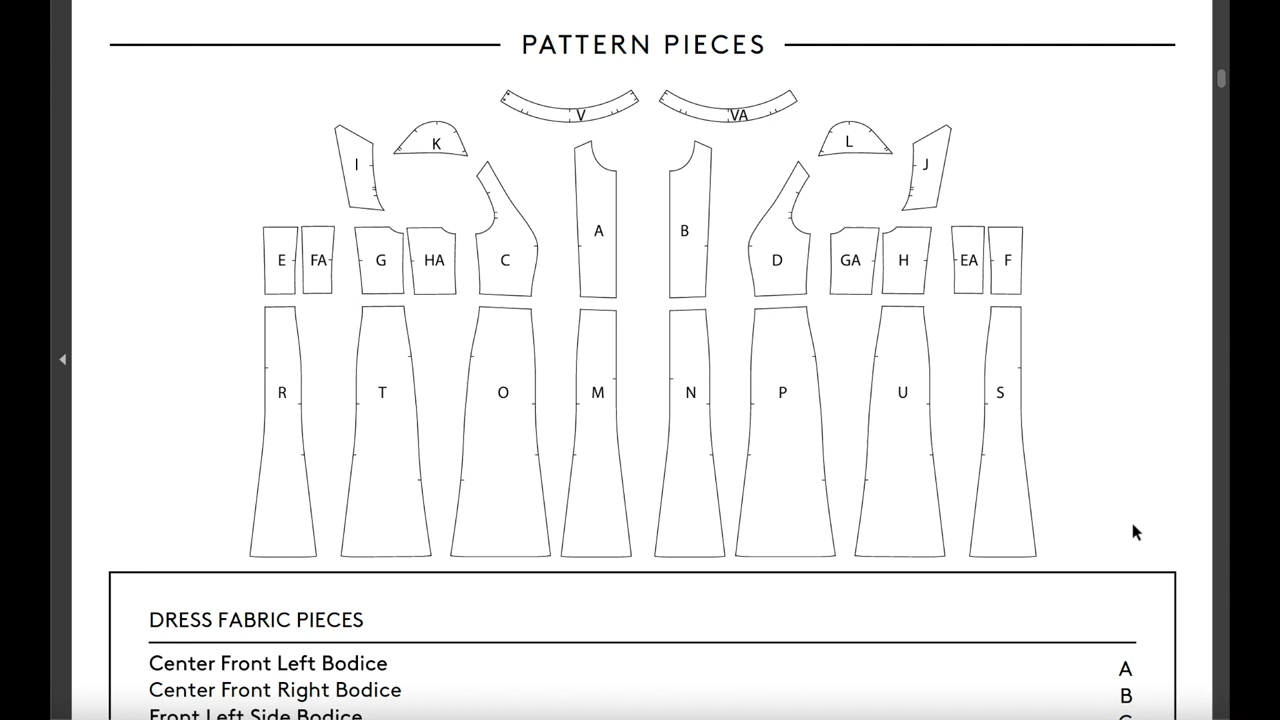 PATTERN PIECES
V VA
I K L J
A B
E FA G HA C D GA H EA F
R T O M N P U S
DRESS FABRIC PIECES
Center Front Left Bodice A
Center Front Right Bodice B
Front Left Side Bodice C